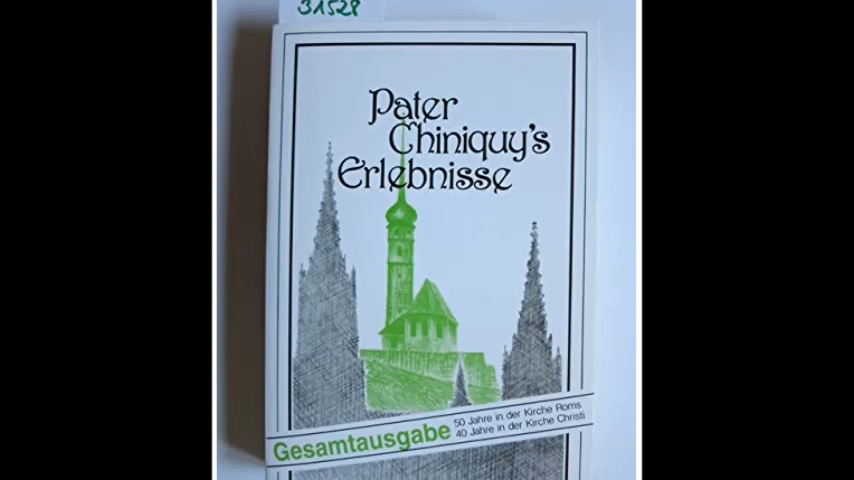 31528
Pater
Chiniquy's
Erlebnisse
Gesamtausgabe
50 Jahre in der Kirche Roms
40 Jahre in der Kirche Christi